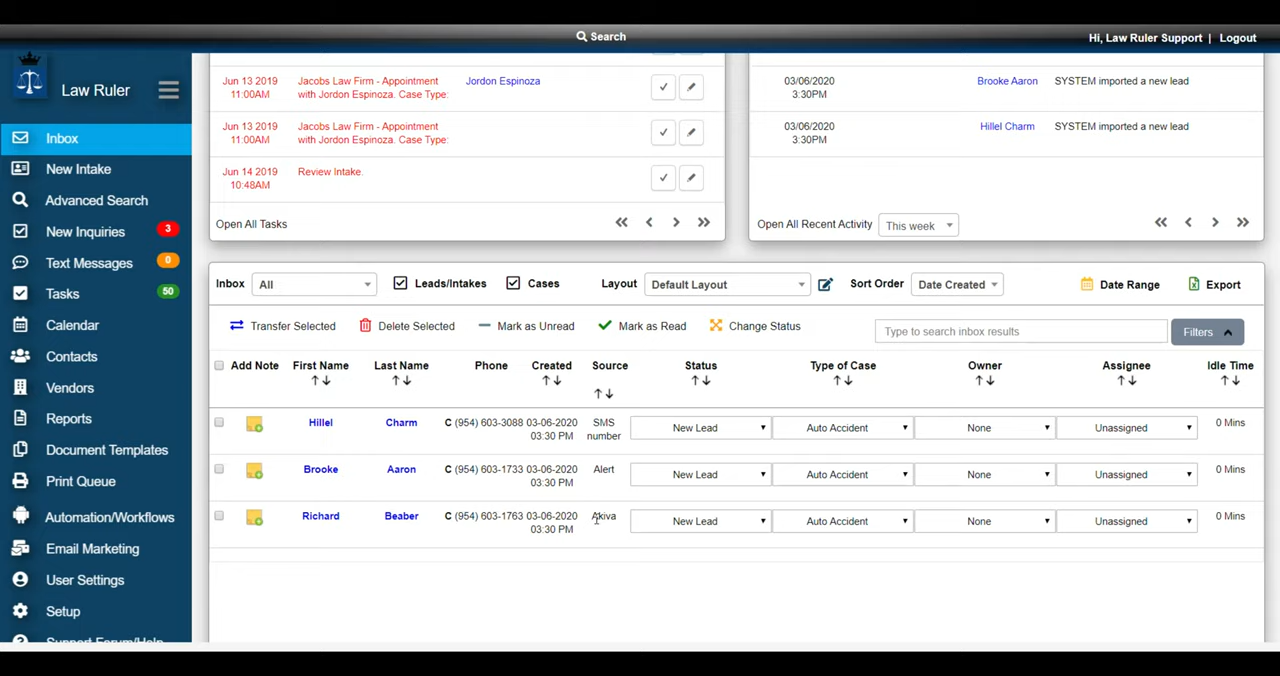 Search
Hi, Law Ruler Support | Logout
Law Ruler
Inbox
New Intake
Advanced Search
New Inquiries 3
Text Messages 0
Tasks 50
Calendar
Contacts
Vendors
Reports
Document Templates
Print Queue
Automation/Workflows
Email Marketing
User Settings
Setup
Support Forum/Help
Jun 13 2019 Jacobs Law Firm - Appointment Jordon Espinoza
11:00AM with Jordon Espinoza. Case Type:
Jun 13 2019 Jacobs Law Firm - Appointment
11:00AM with Jordon Espinoza. Case Type:
Jun 14 2019 Review Intake.
10:48AM
Open All Tasks
03/06/2020 Brooke Aaron SYSTEM imported a new lead
3:30PM
03/06/2020 Hillel Charm SYSTEM imported a new lead
3:30PM
Open All Recent Activity This week
Inbox All Leads/Intakes Cases Layout Default Layout Sort Order Date Created Date Range Export
Transfer Selected Delete Selected Mark as Unread Mark as Read Change Status Type to search inbox results Filters
Add Note First Name Last Name Phone Created Source Status Type of Case Owner Assignee Idle Time
Hillel Charm C (954) 603-3088 03-06-2020 SMS New Lead Auto Accident None Unassigned 0 Mins
03:30 PM number
Brooke Aaron C (954) 603-1733 03-06-2020 Alert New Lead Auto Accident None Unassigned 0 Mins
03:30 PM
Richard Beaber C (954) 603-1763 03-06-2020 Akiva New Lead Auto Accident None Unassigned 0 Mins
03:30 PM